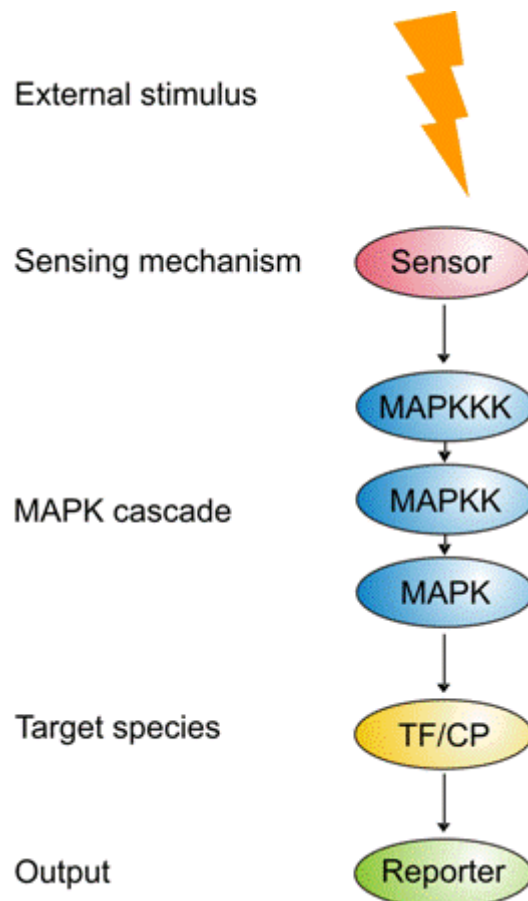 External stimulus
Sensing mechanism
Sensor
MAPKKK
MAPK cascade
MAPKK
MAPK
Target species
TF/CP
Output
Reporter